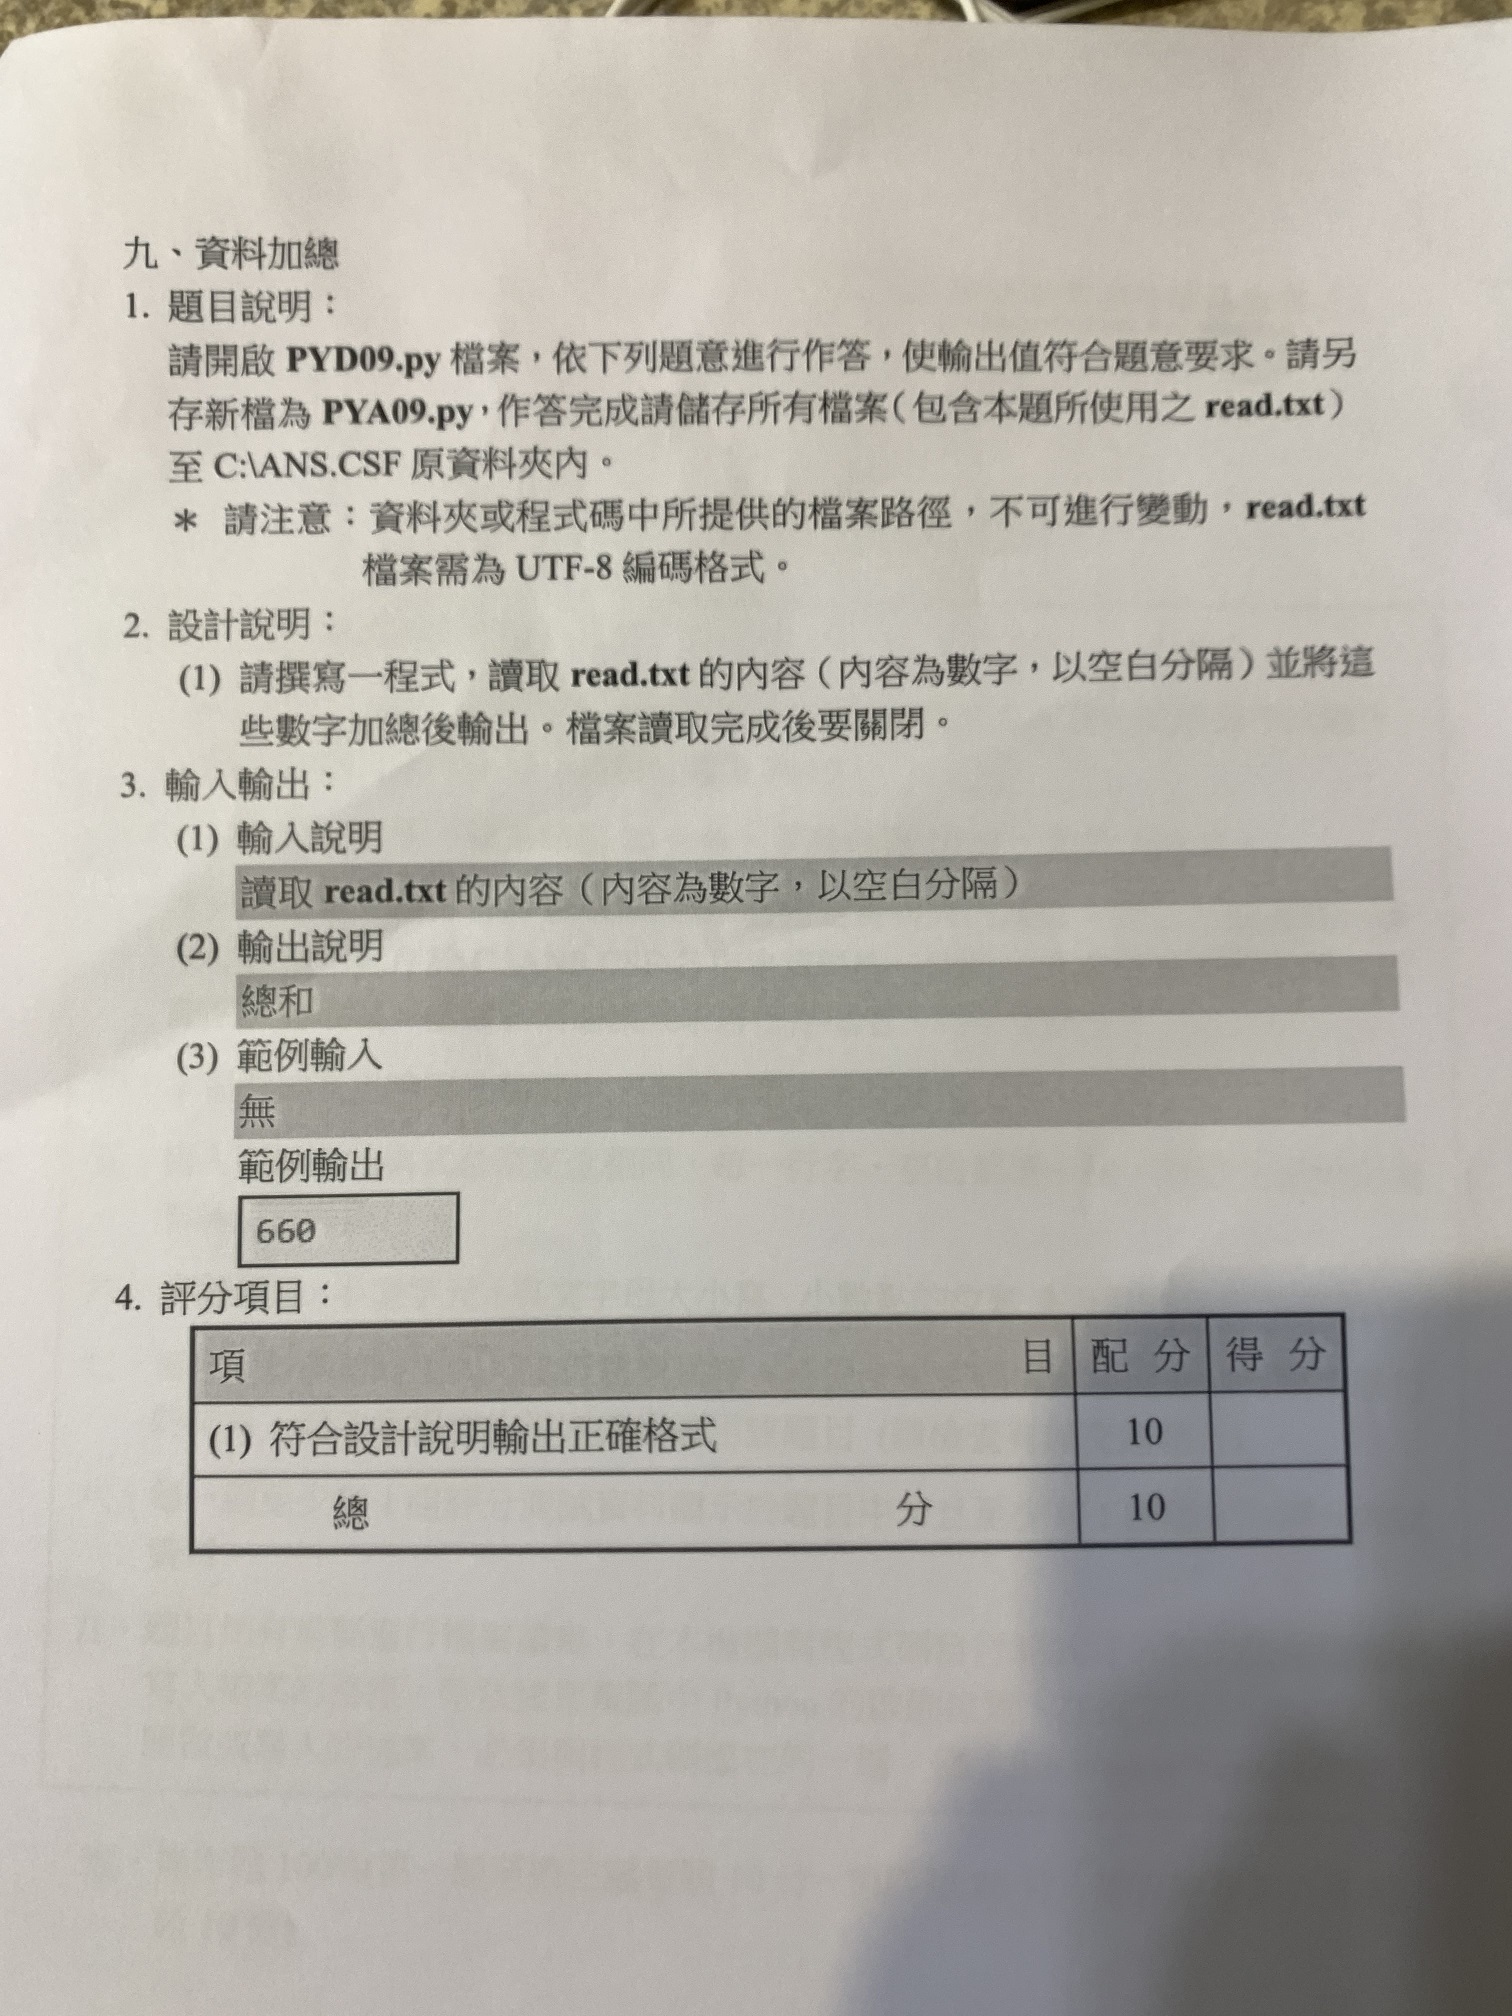 九、資料加總
1. 題目說明：
請開啟 PYD09.py 檔案，依下列題意進行作答，使輸出值符合題意要求。請另
存新檔為 PYA09.py，作答完成請儲存所有檔案（包含本題所使用之 read.txt）
至 C:\ANS.CSF 原資料夾內。
＊ 請注意：資料夾或程式碼中所提供的檔案路徑，不可進行變動，read.txt
檔案需為 UTF-8 編碼格式。
2. 設計說明：
(1) 請撰寫一程式，讀取 read.txt 的內容（內容為數字，以空白分隔）並將這
些數字加總後輸出。檔案讀取完成後要關閉。
3. 輸入輸出：
(1) 輸入說明
讀取 read.txt 的內容（內容為數字，以空白分隔）
(2) 輸出說明
總和
(3) 範例輸入
無
範例輸出
660
4. 評分項目：
項 目 配 分 得 分
(1) 符合設計說明輸出正確格式 10
總 分 10